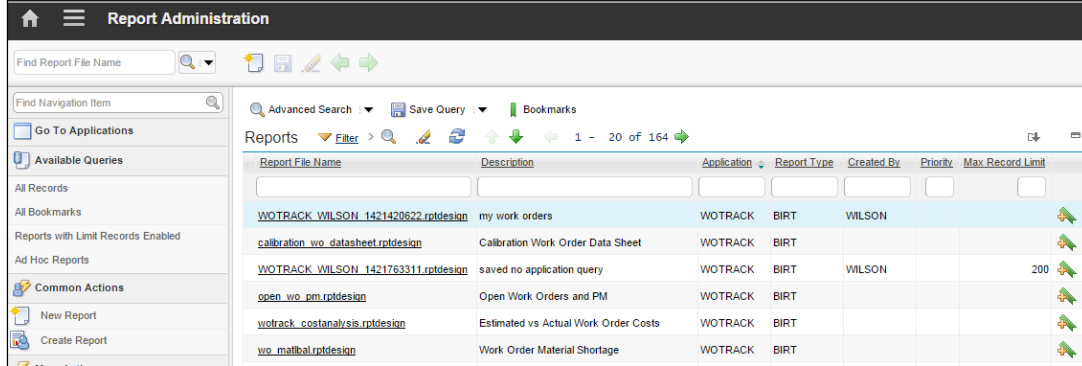 Report Administration
Find Report File Name
Find Navigation Item
Go To Applications
Available Queries
All Records
All Bookmarks
Reports with Limit Records Enabled
Ad Hoc Reports
Common Actions
New Report
Create Report
Advanced Search Save Query Bookmarks
Reports Filter > 1 - 20 of 164
Report File Name Description Application Report Type Created By Priority Max Record Limit
WOTRACK_WILSON_1421420622.rptdesign my work orders WOTRACK BIRT WILSON
calibration_wo_datasheet.rptdesign Calibration Work Order Data Sheet WOTRACK BIRT
WOTRACK_WILSON_1421763311.rptdesign saved no application query WOTRACK BIRT WILSON 200
open_wo_pm.rptdesign Open Work Orders and PM WOTRACK BIRT
wotrack_costanalysis.rptdesign Estimated vs Actual Work Order Costs WOTRACK BIRT
wo_matlbal.rptdesign Work Order Material Shortage WOTRACK BIRT